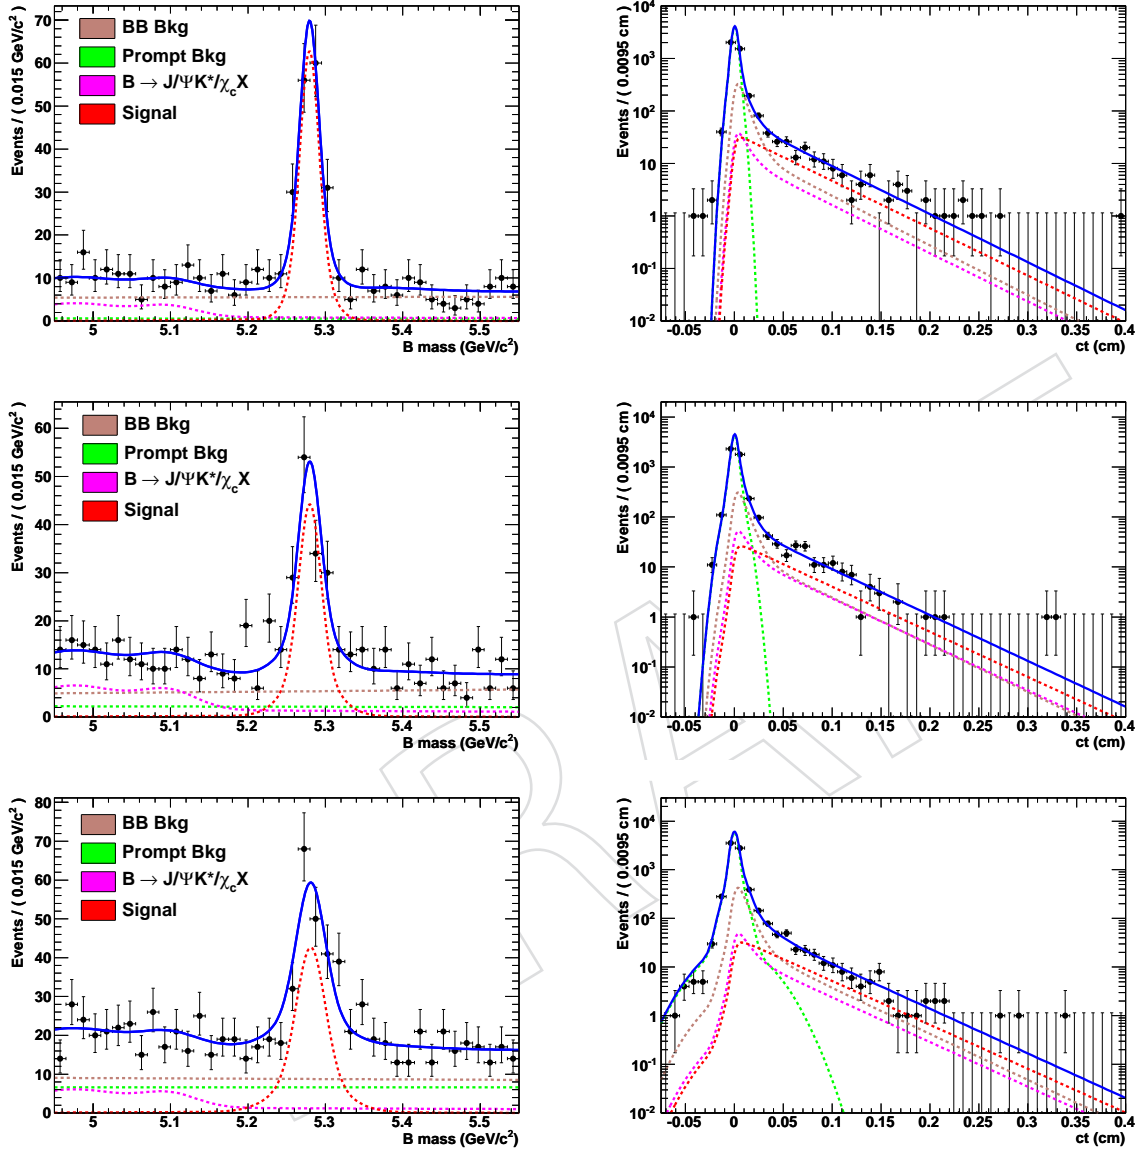 Events / ( 0.015 GeV/c² )
70
60
50
40
30
20
10
0
BB Bkg
Prompt Bkg
B → J/ΨK*/χ_c X
Signal
5 5.1 5.2 5.3 5.4 5.5
B mass (GeV/c²)
Events / ( 0.0095 cm )
10⁴
10³
10²
10
1
10⁻¹
10⁻²
-0.05 0 0.05 0.1 0.15 0.2 0.25 0.3 0.35 0.4
ct (cm)
Events / ( 0.015 GeV/c² )
60
50
40
30
20
10
0
BB Bkg
Prompt Bkg
B → J/ΨK*/χ_c X
Signal
5 5.1 5.2 5.3 5.4 5.5
B mass (GeV/c²)
Events / ( 0.0095 cm )
10⁴
10³
10²
10
1
10⁻¹
10⁻²
-0.05 0 0.05 0.1 0.15 0.2 0.25 0.3 0.35 0.4
ct (cm)
Events / ( 0.015 GeV/c² )
80
70
60
50
40
30
20
10
0
BB Bkg
Prompt Bkg
B → J/ΨK*/χ_c X
Signal
5 5.1 5.2 5.3 5.4 5.5
B mass (GeV/c²)
Events / ( 0.0095 cm )
10⁴
10³
10²
10
1
10⁻¹
10⁻²
-0.05 0 0.05 0.1 0.15 0.2 0.25 0.3 0.35 0.4
ct (cm)